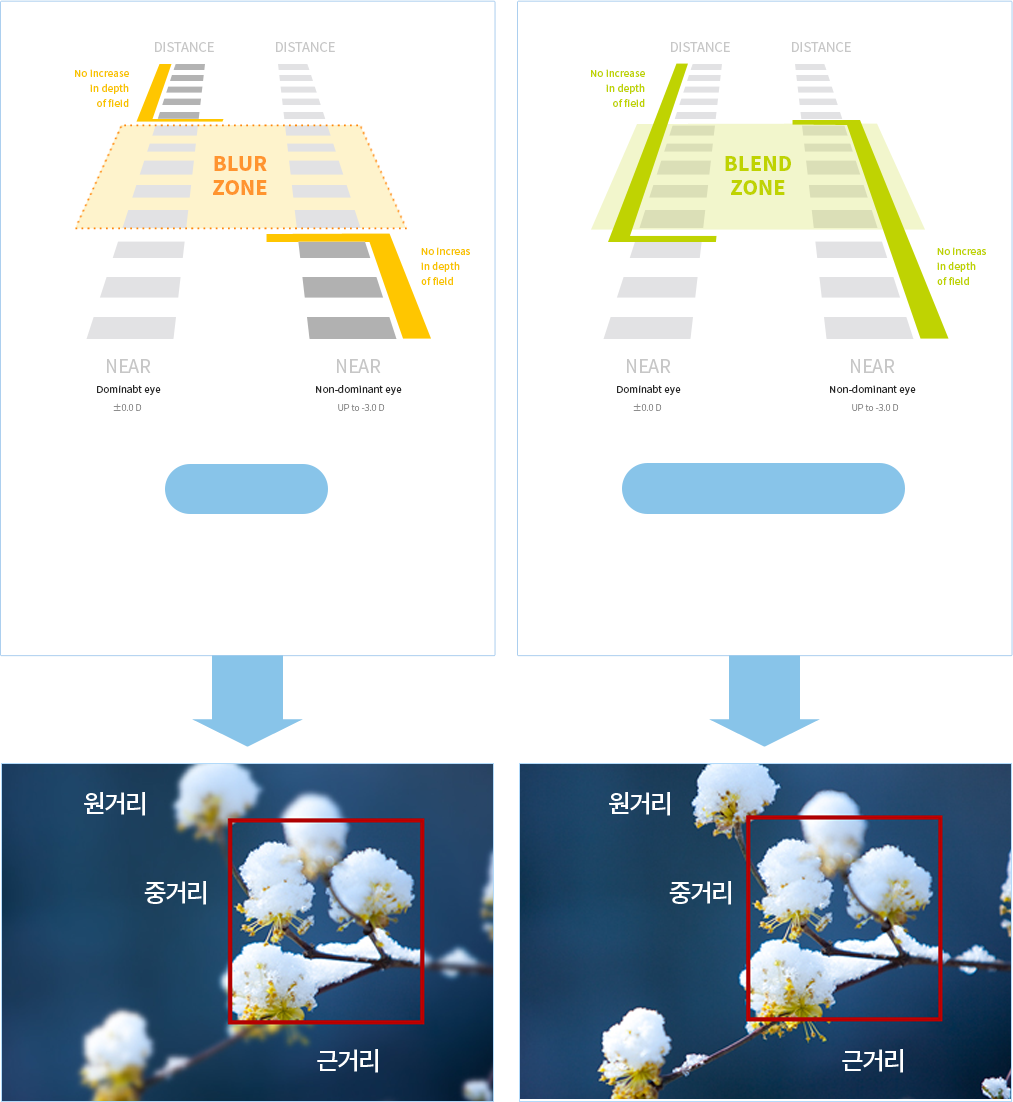 DISTANCE DISTANCE
No Increase
In depth
of field
BLUR
ZONE
No Increas
In depth
of field
NEAR NEAR
Dominabt eye Non-dominant eye
±0.0 D UP to -3.0 D
DISTANCE DISTANCE
No Increase
In depth
of field
BLEND
ZONE
No Increas
In depth
of field
NEAR NEAR
Dominabt eye Non-dominant eye
±0.0 D UP to -3.0 D
원거리
중거리
근거리
원거리
중거리
근거리